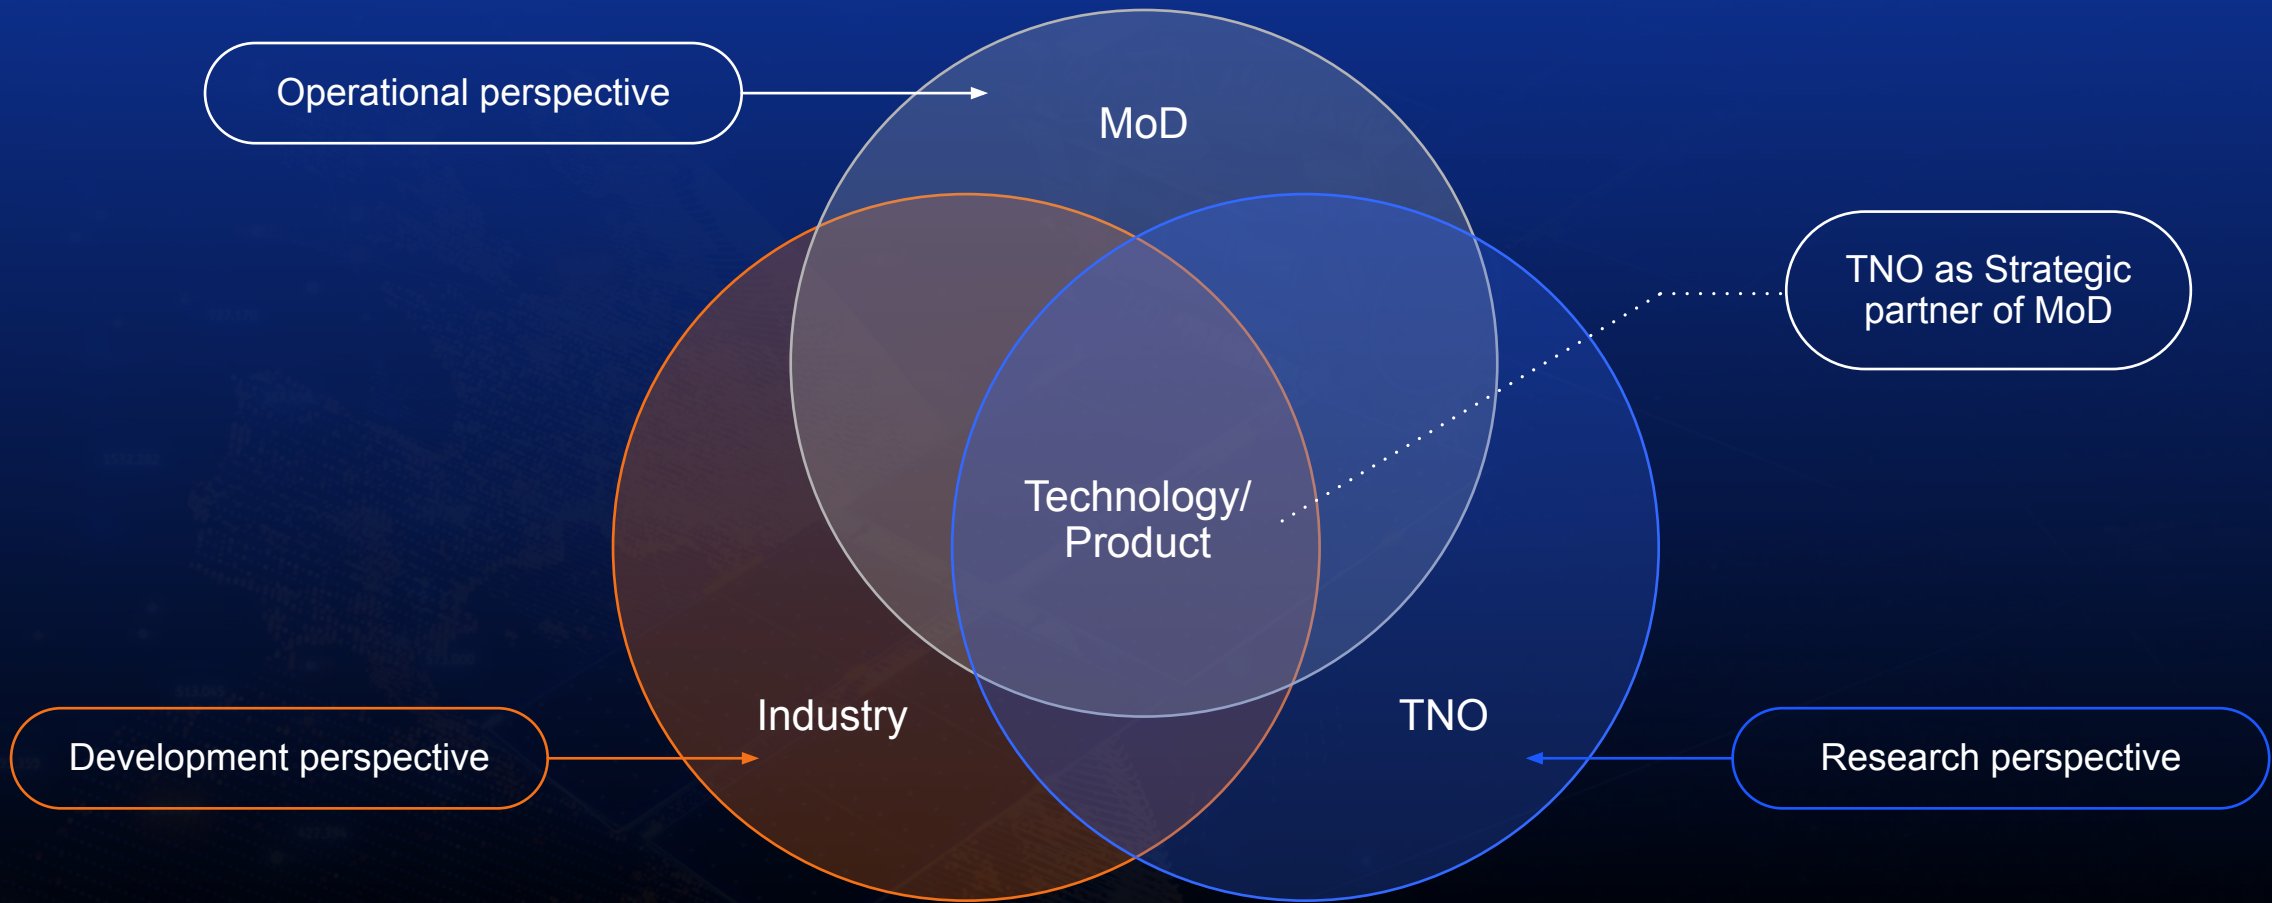 Operational perspective
MoD
TNO as Strategic
partner of MoD
Technology/
Product
Industry
TNO
Development perspective
Research perspective